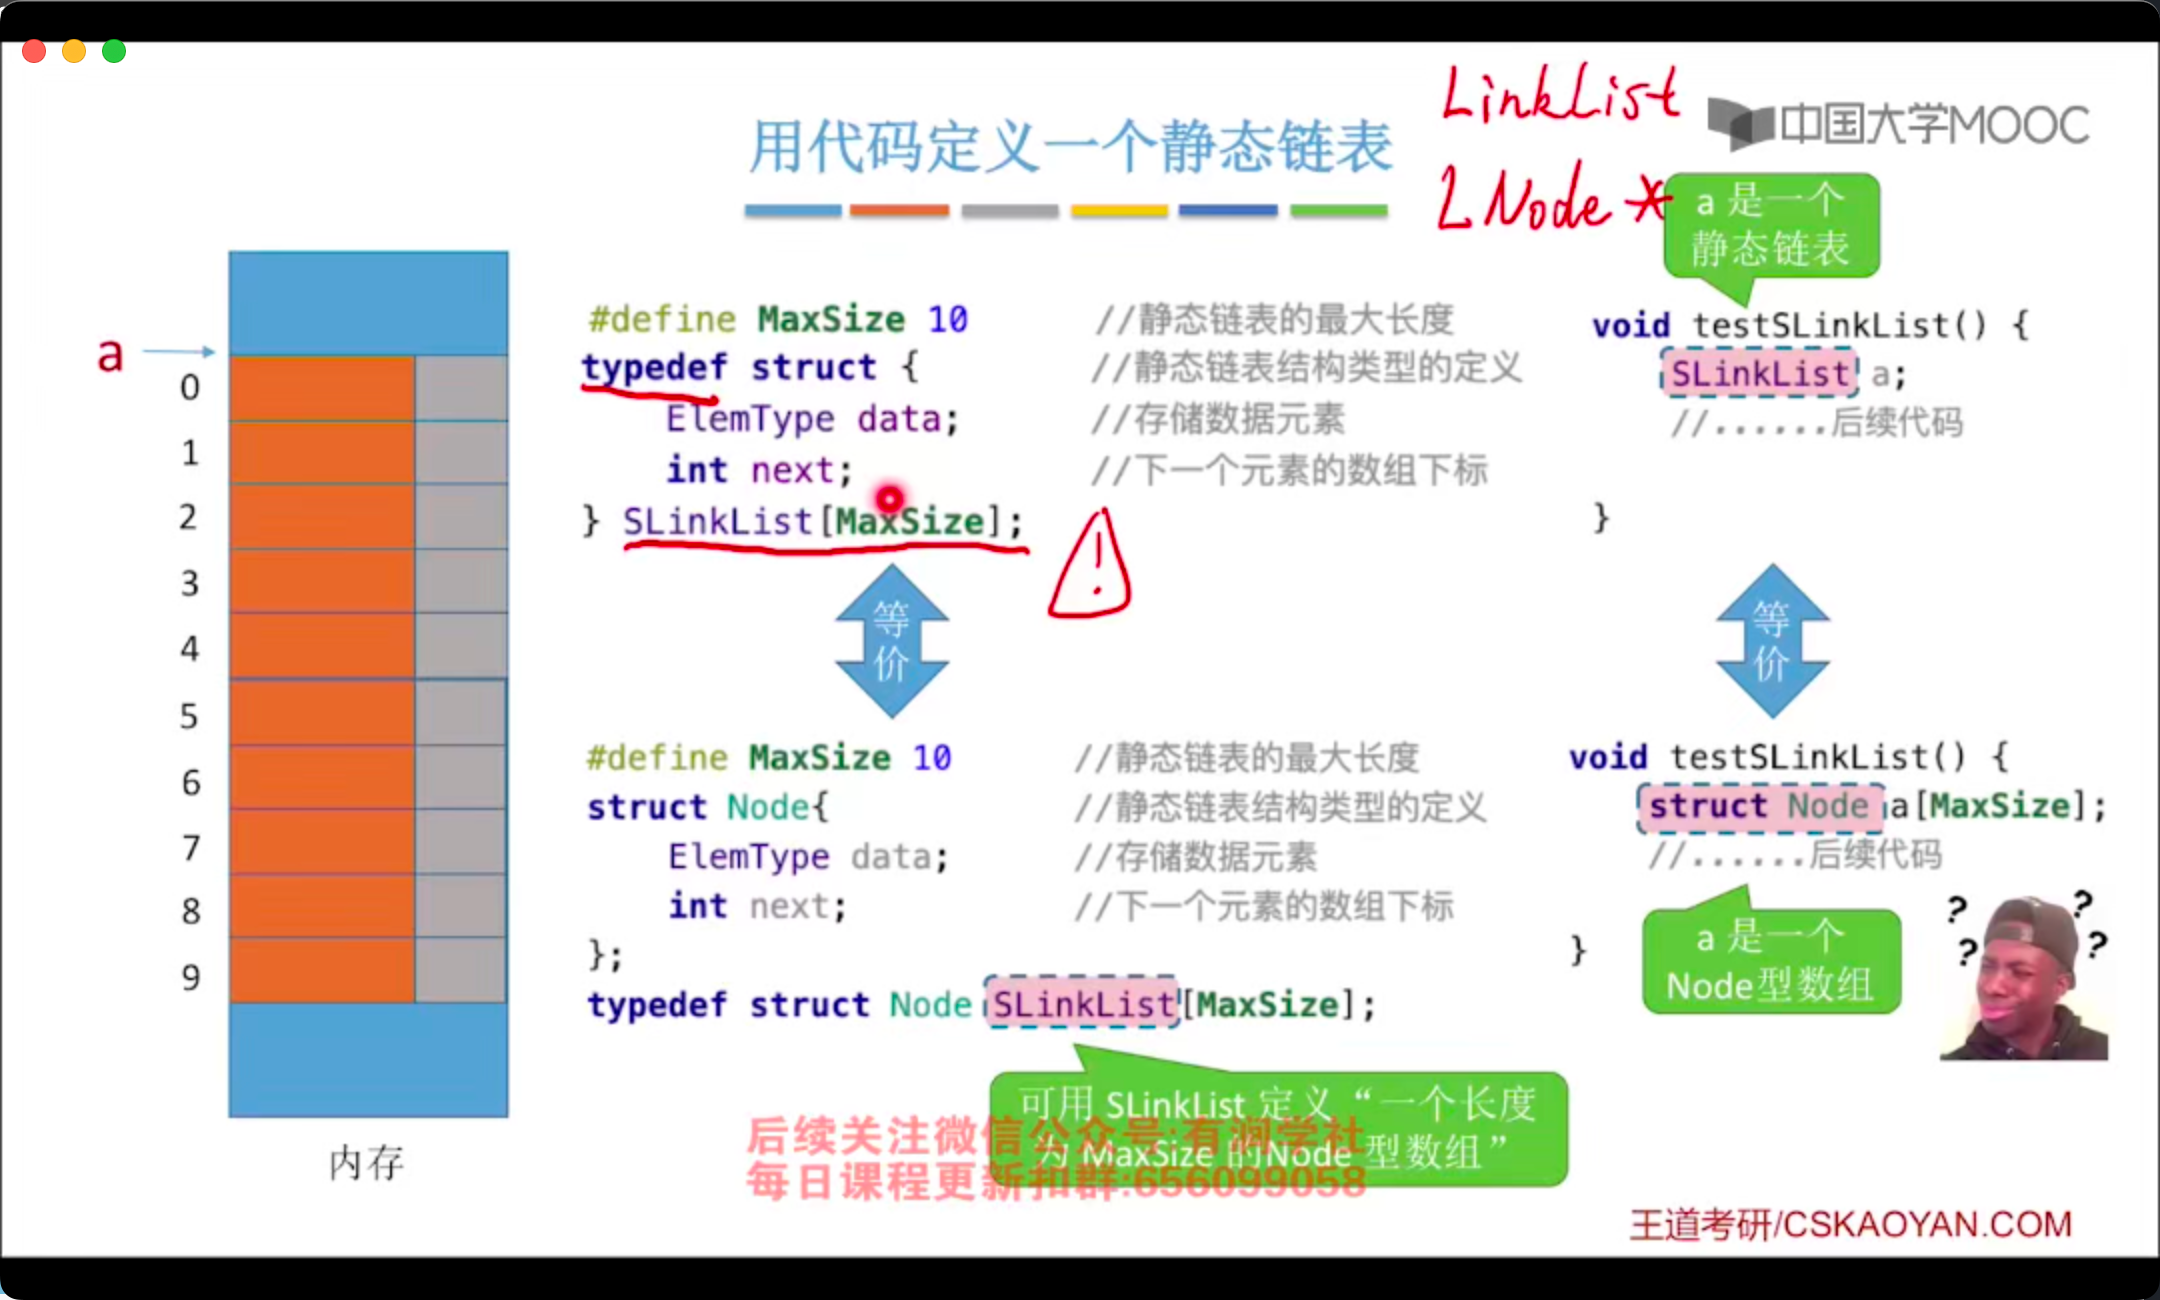 LinkList
中国大学MOOC
用代码定义一个静态链表
LNode *
a 是一个
静态链表
a
0
1
2
3
4
5
6
7
8
9
内存
#define MaxSize 10 //静态链表的最大长度
typedef struct { //静态链表结构类型的定义
ElemType data; //存储数据元素
int next; //下一个元素的数组下标
} SLinkList[MaxSize];
!
void testSLinkList() {
SLinkList a;
//......后续代码
}
等
价
等
价
#define MaxSize 10 //静态链表的最大长度
struct Node{ //静态链表结构类型的定义
ElemType data; //存储数据元素
int next; //下一个元素的数组下标
};
typedef struct Node SLinkList[MaxSize];
void testSLinkList() {
struct Node a[MaxSize];
//......后续代码
}
a 是一个
Node型数组
? ?
? ?
可用 SLinkList 定义“一个长度
为 MaxSize 的Node 型数组”
后续关注微信公众号:有涧学社
每日课程更新扣群:656099058
王道考研/CSKAOYAN.COM